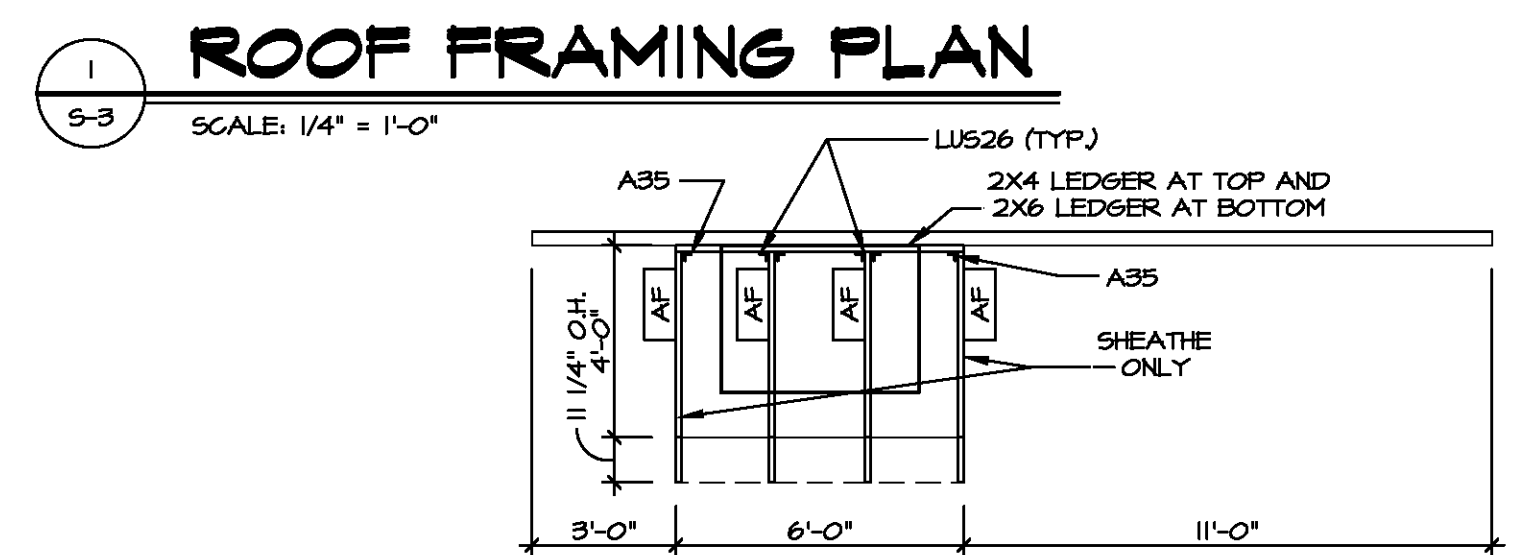 ROOF FRAMING PLAN
1
S-3
SCALE: 1/4" = 1'-0"
LUS26 (TYP.)
A35
2X4 LEDGER AT TOP AND
2X6 LEDGER AT BOTTOM
A35
AF
AF
AF
AF
SHEATHE
ONLY
11 1/4" O.H.
4'-0"
3'-0"
6'-0"
11'-0"